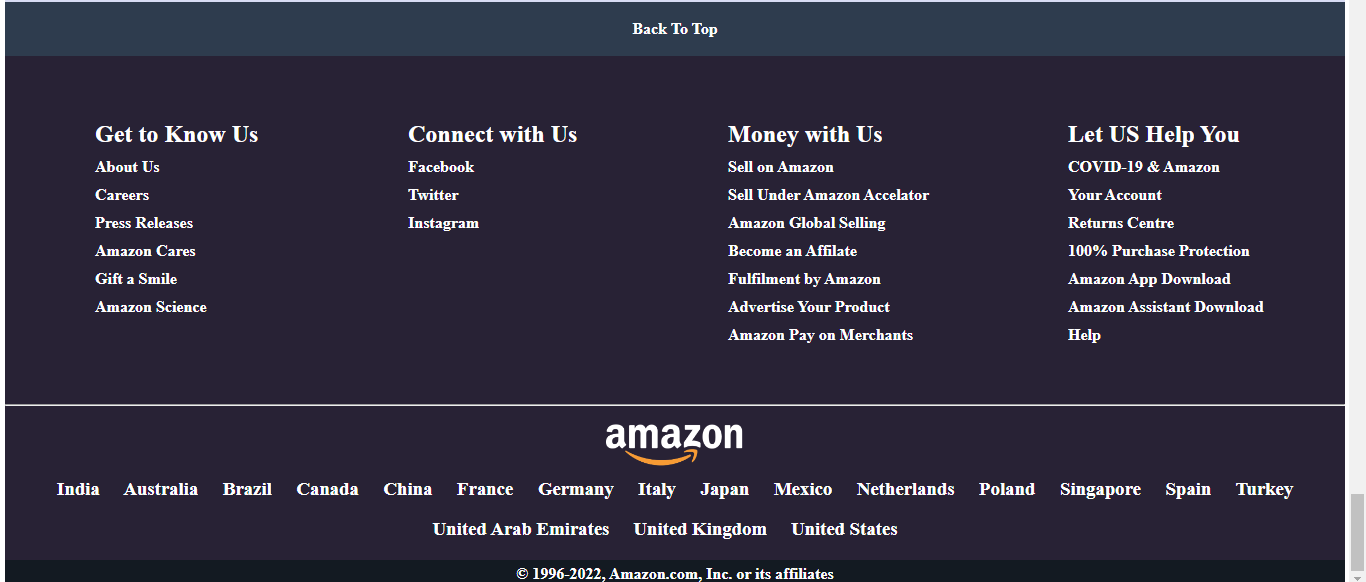 Back To Top
Get to Know Us
About Us
Careers
Press Releases
Amazon Cares
Gift a Smile
Amazon Science
Connect with Us
Facebook
Twitter
Instagram
Money with Us
Sell on Amazon
Sell Under Amazon Accelator
Amazon Global Selling
Become an Affilate
Fulfilment by Amazon
Advertise Your Product
Amazon Pay on Merchants
Let US Help You
COVID-19 & Amazon
Your Account
Returns Centre
100% Purchase Protection
Amazon App Download
Amazon Assistant Download
Help
amazon
India Australia Brazil Canada China France Germany Italy Japan Mexico Netherlands Poland Singapore Spain Turkey
United Arab Emirates United Kingdom United States
© 1996-2022, Amazon.com, Inc. or its affiliates